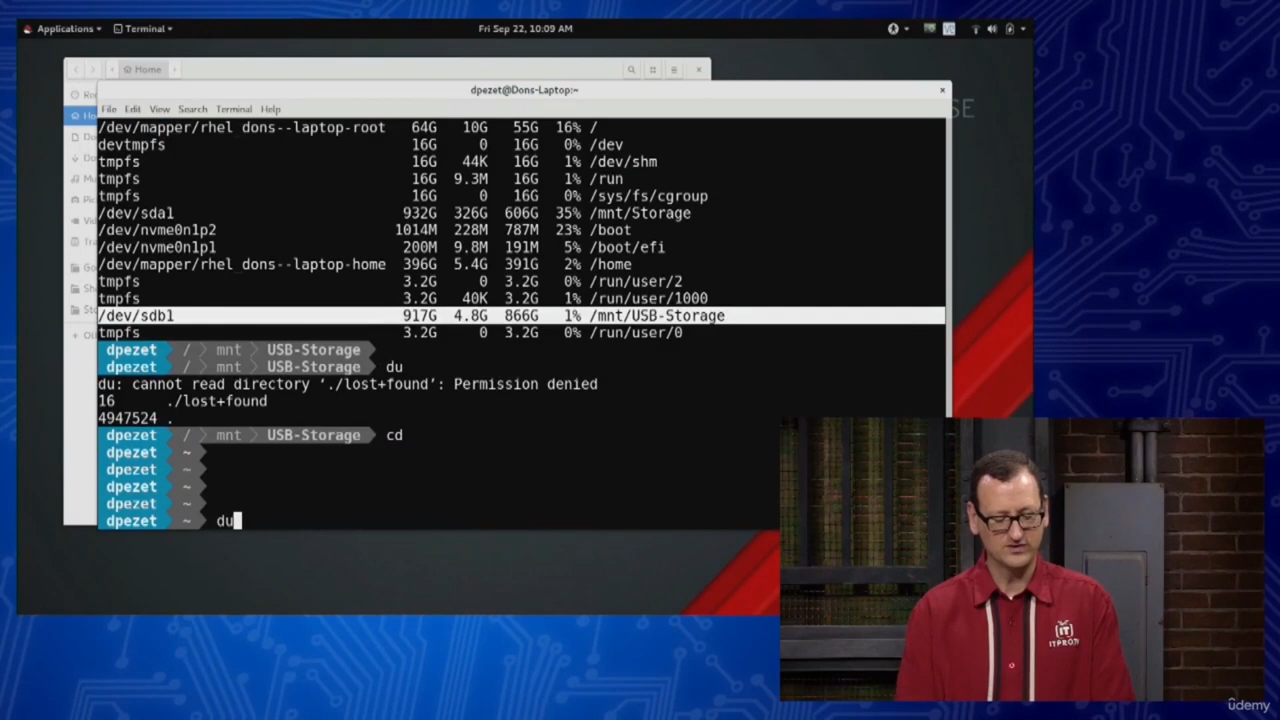 Applications Terminal Fri Sep 22, 10:09 AM
Home
dpezet@Dons-Laptop:~
File Edit View Search Terminal Help
/dev/mapper/rhel_dons--laptop-root 64G 10G 55G 16% /
devtmpfs 16G 0 16G 0% /dev
tmpfs 16G 44K 16G 1% /dev/shm
tmpfs 16G 9.3M 16G 1% /run
tmpfs 16G 0 16G 0% /sys/fs/cgroup
/dev/sda1 932G 326G 606G 35% /mnt/Storage
/dev/nvme0n1p2 1014M 228M 787M 23% /boot
/dev/nvme0n1p1 200M 9.8M 191M 5% /boot/efi
/dev/mapper/rhel_dons--laptop-home 396G 5.4G 391G 2% /home
tmpfs 3.2G 0 3.2G 0% /run/user/2
tmpfs 3.2G 40K 3.2G 1% /run/user/1000
/dev/sdb1 917G 4.8G 866G 1% /mnt/USB-Storage
tmpfs 3.2G 0 3.2G 0% /run/user/0
dpezet / mnt USB-Storage
dpezet / mnt USB-Storage du
du: cannot read directory ‘./lost+found’: Permission denied
16 ./lost+found
4947524 .
dpezet / mnt USB-Storage cd
dpezet ~
dpezet ~
dpezet ~
dpezet ~
dpezet ~ du
ITPROTV
ûdemy